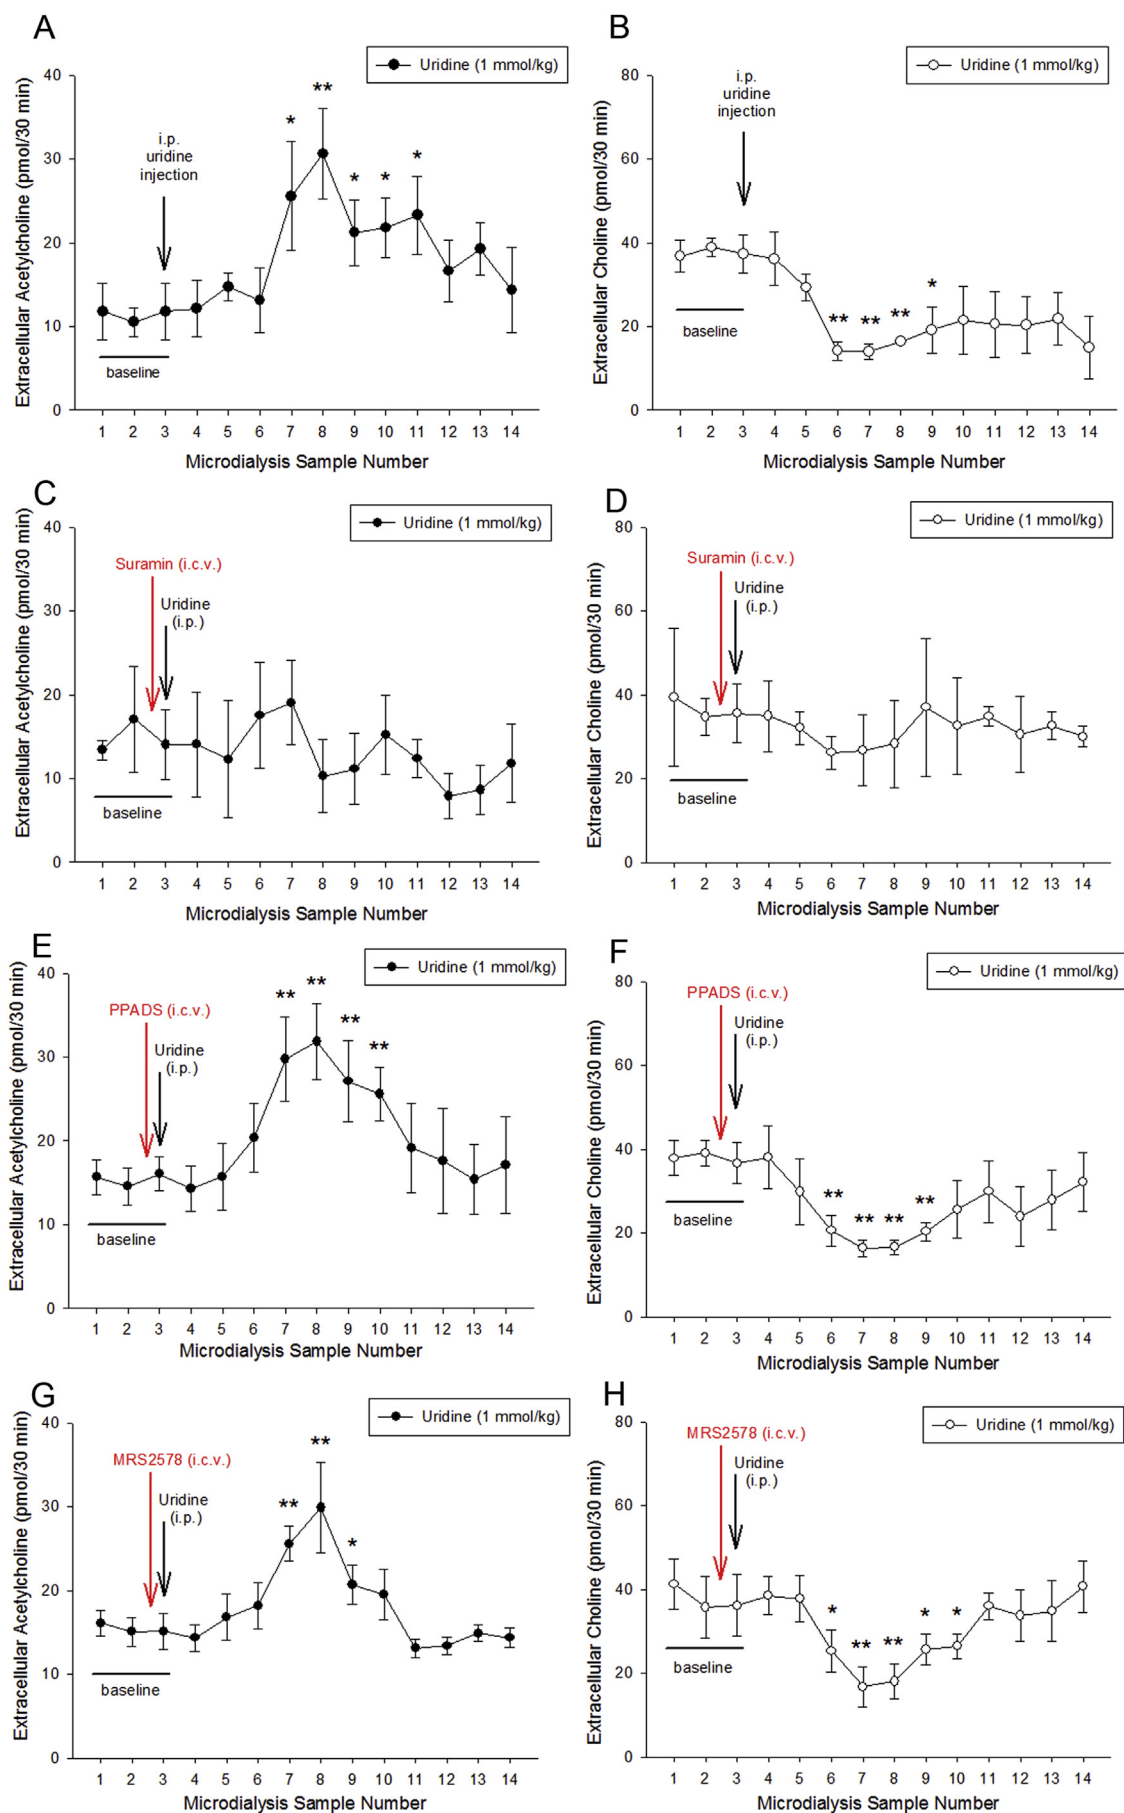 A
Uridine (1 mmol/kg)
Extracellular Acetylcholine (pmol/30 min)
40
30
20
10
0
i.p.
uridine
injection
*
**
*
*
*
baseline
1 2 3 4 5 6 7 8 9 10 11 12 13 14
Microdialysis Sample Number
B
Uridine (1 mmol/kg)
Extracellular Choline (pmol/30 min)
80
60
40
20
0
i.p.
uridine
injection
**
**
**
*
baseline
1 2 3 4 5 6 7 8 9 10 11 12 13 14
Microdialysis Sample Number
C
Uridine (1 mmol/kg)
Extracellular Acetylcholine (pmol/30 min)
40
30
20
10
0
Suramin (i.c.v.)
Uridine
(i.p.)
baseline
1 2 3 4 5 6 7 8 9 10 11 12 13 14
Microdialysis Sample Number
D
Uridine (1 mmol/kg)
Extracellular Choline (pmol/30 min)
80
60
40
20
0
Suramin (i.c.v.)
Uridine
(i.p.)
baseline
1 2 3 4 5 6 7 8 9 10 11 12 13 14
Microdialysis Sample Number
E
Uridine (1 mmol/kg)
Extracellular Acetylcholine (pmol/30 min)
40
30
20
10
0
PPADS (i.c.v.)
Uridine
(i.p.)
**
**
**
**
baseline
1 2 3 4 5 6 7 8 9 10 11 12 13 14
Microdialysis Sample Number
F
Uridine (1 mmol/kg)
Extracellular Choline (pmol/30 min)
80
60
40
20
0
PPADS (i.c.v.)
Uridine
(i.p.)
**
**
**
**
baseline
1 2 3 4 5 6 7 8 9 10 11 12 13 14
Microdialysis Sample Number
G
Uridine (1 mmol/kg)
Extracellular Acetylcholine (pmol/30 min)
40
30
20
10
0
MRS2578 (i.c.v.)
Uridine
(i.p.)
**
**
*
baseline
1 2 3 4 5 6 7 8 9 10 11 12 13 14
Microdialysis Sample Number
H
Uridine (1 mmol/kg)
Extracellular Choline (pmol/30 min)
80
60
40
20
0
MRS2578 (i.c.v.)
Uridine
(i.p.)
*
**
**
*
*
baseline
1 2 3 4 5 6 7 8 9 10 11 12 13 14
Microdialysis Sample Number